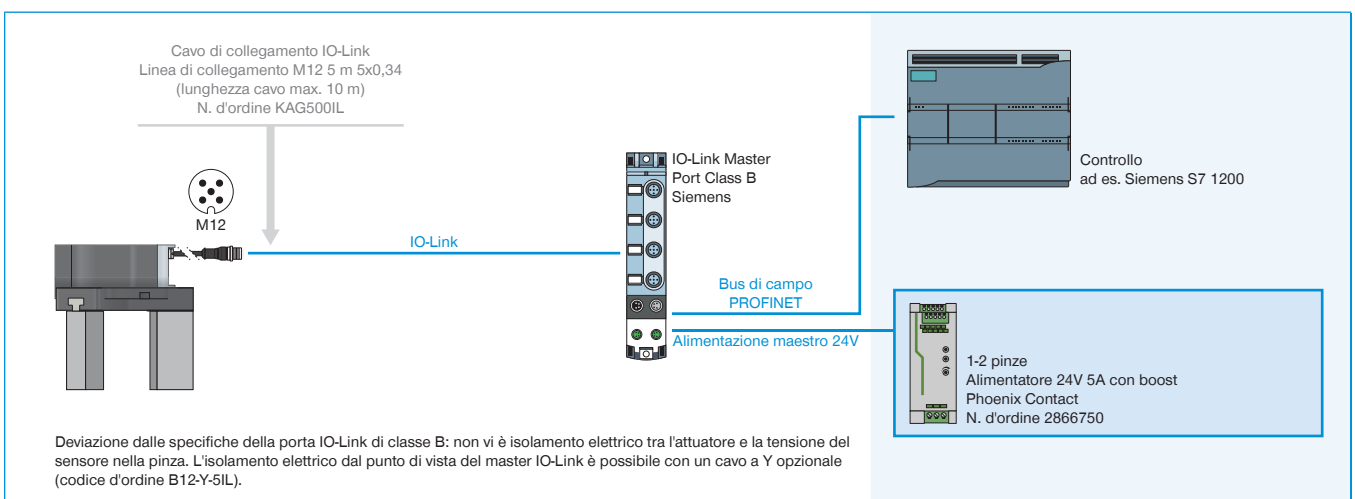 Cavo di collegamento IO-Link
Linea di collegamento M12 5 m 5x0,34
(lunghezza cavo max. 10 m)
N. d'ordine KAG500IL
M12
IO-Link
IO-Link Master
Port Class B
Siemens
Bus di campo
PROFINET
Alimentazione maestro 24V
Controllo
ad es. Siemens S7 1200
1-2 pinze
Alimentatore 24V 5A con boost
Phoenix Contact
N. d'ordine 2866750
Deviazione dalle specifiche della porta IO-Link di classe B: non vi è isolamento elettrico tra l'attuatore e la tensione del
sensore nella pinza. L'isolamento elettrico dal punto di vista del master IO-Link è possibile con un cavo a Y opzionale
(codice d'ordine B12-Y-5IL).